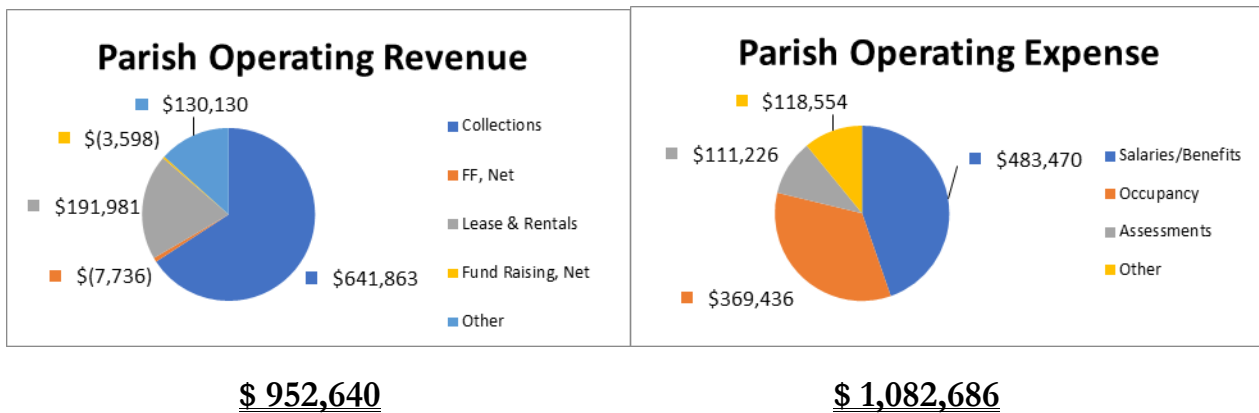 Parish Operating Revenue
$130,130
$(3,598)
$191,981
$(7,736)
$641,863
Collections
FF, Net
Lease & Rentals
Fund Raising, Net
Other
$ 952,640
Parish Operating Expense
$118,554
$111,226
$483,470
$369,436
Salaries/Benefits
Occupancy
Assessments
Other
$ 1,082,686